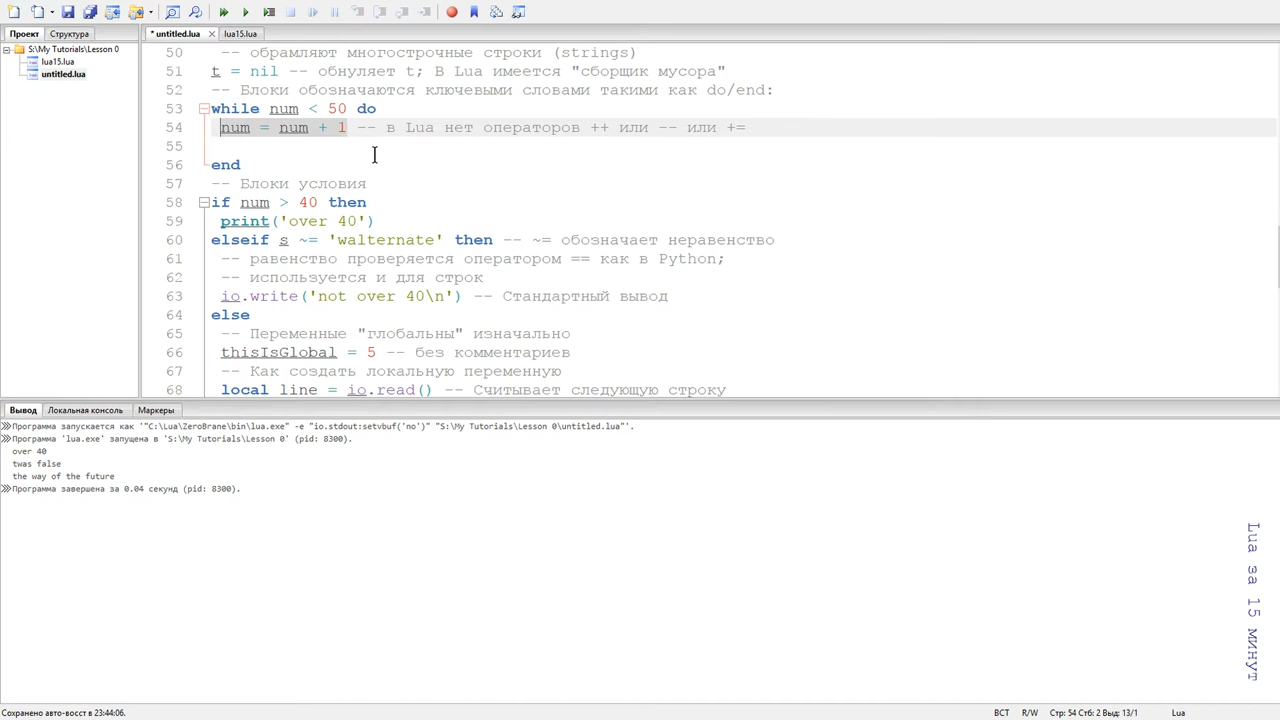 Проект Структура
S:\My Tutorials\Lesson 0
lua15.lua
untitled.lua
* untitled.lua lua15.lua
50 -- обрамляют многострочные строки (strings)
51 t = nil -- обнуляет t; В Lua имеется "сборщик мусора"
52 -- Блоки обозначаются ключевыми словами такими как do/end:
53 while num < 50 do
54 num = num + 1 -- в Lua нет операторов ++ или -- или +=
55
56 end
57 -- Блоки условия
58 if num > 40 then
59 print('over 40')
60 elseif s ~= 'walternate' then -- ~= обозначает неравенство
61 -- равенство проверяется оператором == как в Python;
62 -- используется и для строк
63 io.write('not over 40\n') -- Стандартный вывод
64 else
65 -- Переменные "глобальны" изначально
66 thisIsGlobal = 5 -- без комментариев
67 -- Как создать локальную переменную
68 local line = io.read() -- Считывает следующую строку
Вывод Локальная консоль Маркеры
Программа запускается как '"C:\Lua\ZeroBrane\bin\lua.exe" -e "io.stdout:setvbuf('no')" "S:\My Tutorials\Lesson 0\untitled.lua"'.
Программа 'lua.exe' запущена в 'S:\My Tutorials\Lesson 0' (pid: 8300).
over 40
twas false
the way of the future
Программа завершена за 0.04 секунд (pid: 8300).
Lua за 15 минут
Сохранено авто-восст в 23:44:06. ВСТ R/W Стр: 54 Стб: 2 Выд: 13/1 Lua